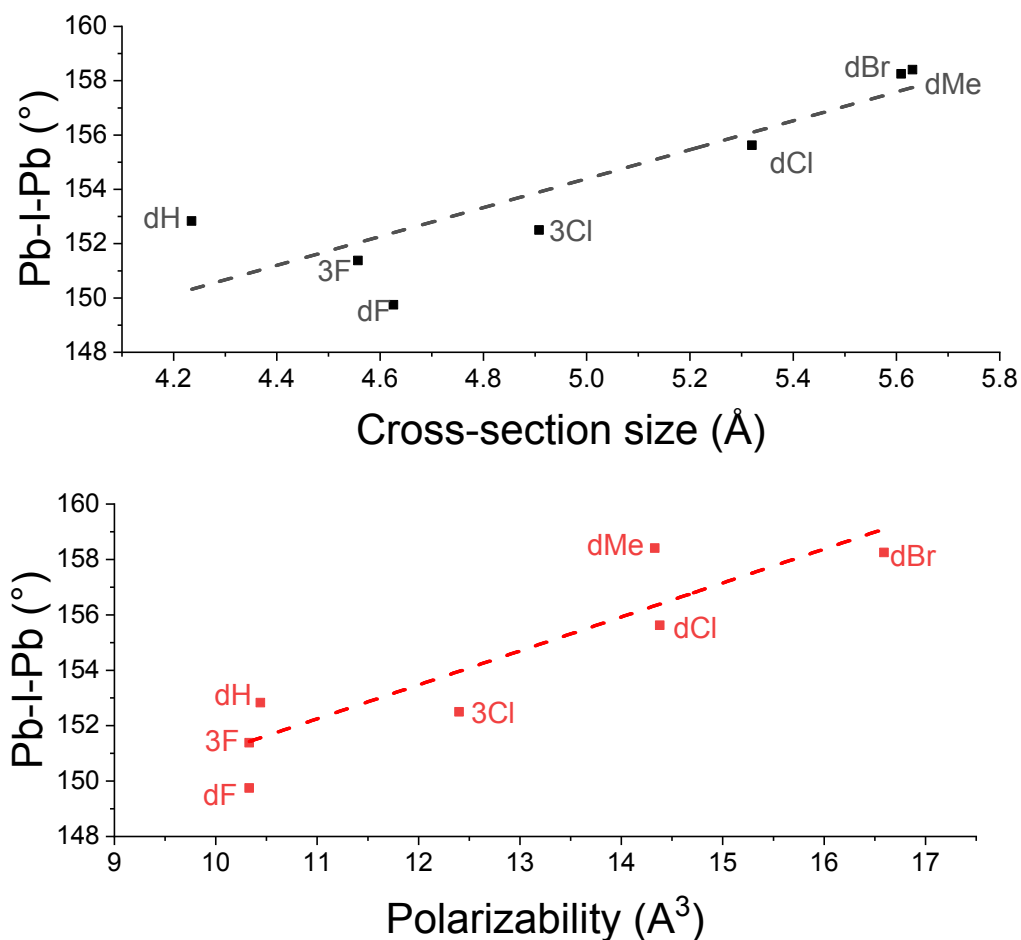 Pb-I-Pb (°)
160
158
156
154
152
150
148
dBr
dMe
dCl
dH
3Cl
3F
dF
4.2 4.4 4.6 4.8 5.0 5.2 5.4 5.6 5.8
Cross-section size (Å)
Pb-I-Pb (°)
160
158
156
154
152
150
148
dMe
dBr
dCl
dH
3Cl
3F
dF
9 10 11 12 13 14 15 16 17
Polarizability (A³)